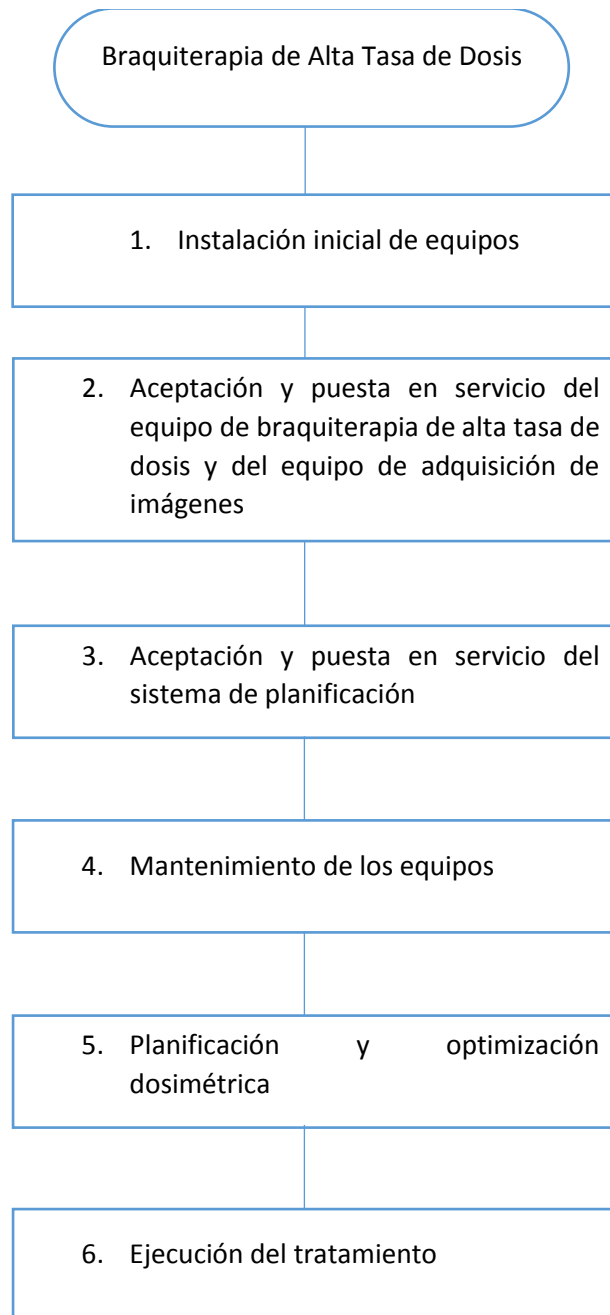 Braquiterapia de Alta Tasa de Dosis
1. Instalación inicial de equipos
2. Aceptación y puesta en servicio del
equipo de braquiterapia de alta tasa de
dosis y del equipo de adquisición de
imágenes
3. Aceptación y puesta en servicio del
sistema de planificación
4. Mantenimiento de los equipos
5. Planificación y optimización
dosimétrica
6. Ejecución del tratamiento